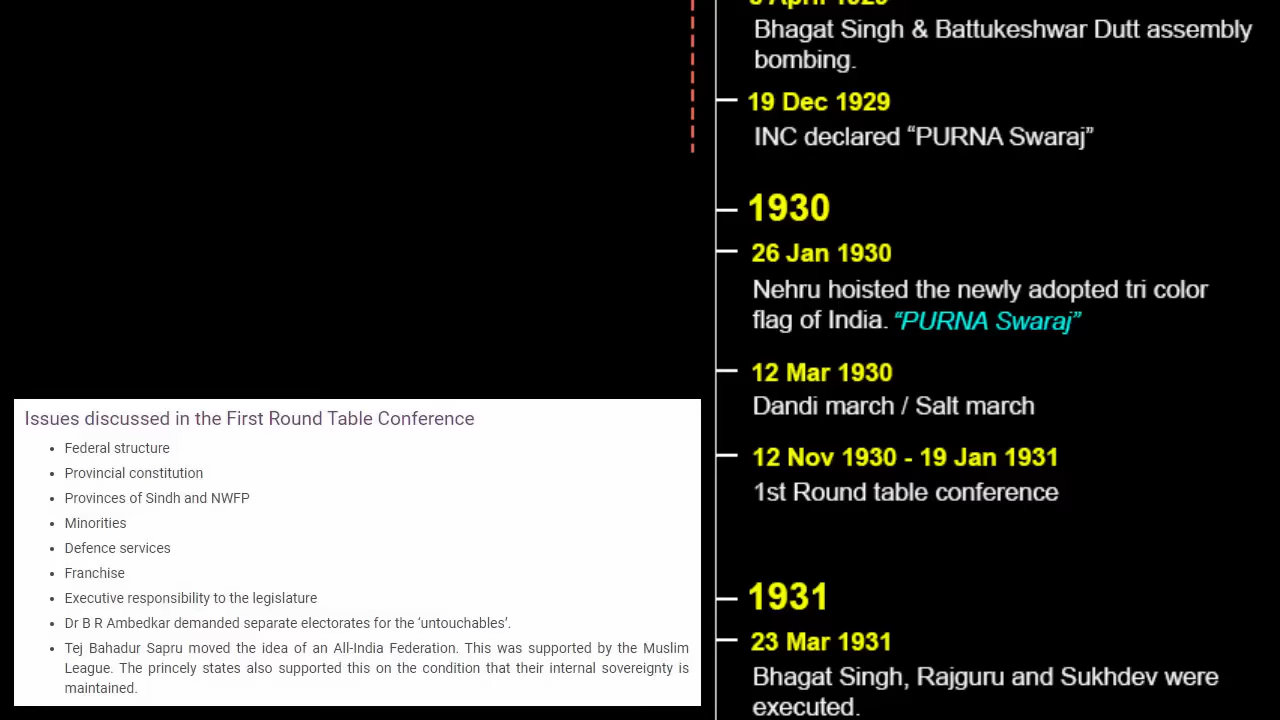 8 April 1929
Bhagat Singh & Battukeshwar Dutt assembly
bombing.
19 Dec 1929
INC declared “PURNA Swaraj”
1930
26 Jan 1930
Nehru hoisted the newly adopted tri color
flag of India. “PURNA Swaraj”
12 Mar 1930
Dandi march / Salt march
12 Nov 1930 - 19 Jan 1931
1st Round table conference
1931
23 Mar 1931
Bhagat Singh, Rajguru and Sukhdev were
executed.
Issues discussed in the First Round Table Conference
• Federal structure
• Provincial constitution
• Provinces of Sindh and NWFP
• Minorities
• Defence services
• Franchise
• Executive responsibility to the legislature
• Dr B R Ambedkar demanded separate electorates for the ‘untouchables’.
• Tej Bahadur Sapru moved the idea of an All-India Federation. This was supported by the Muslim
League. The princely states also supported this on the condition that their internal sovereignty is
maintained.